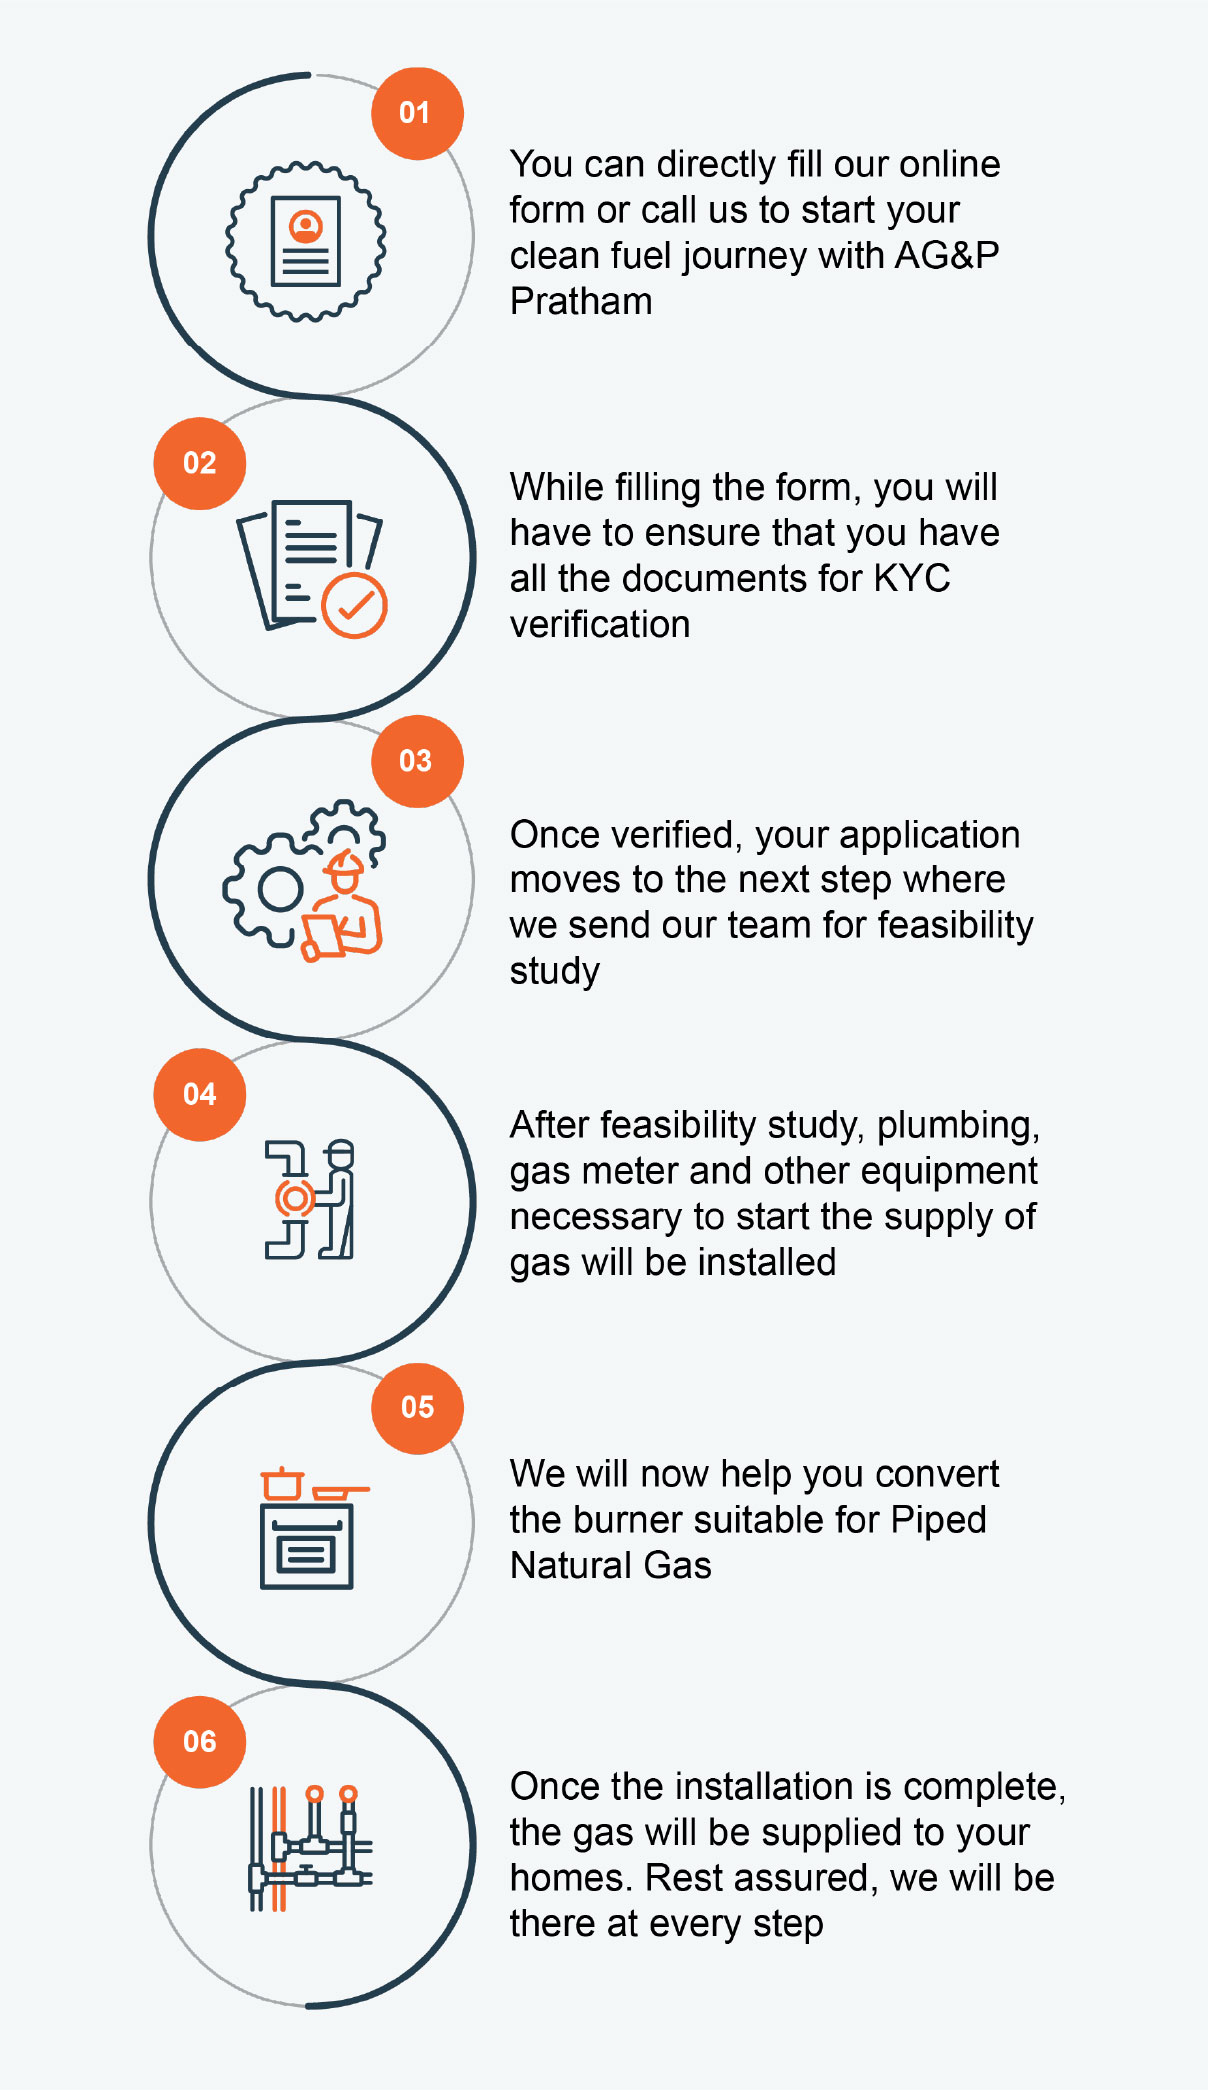 01
You can directly fill our online
form or call us to start your
clean fuel journey with AG&P
Pratham
02
While filling the form, you will
have to ensure that you have
all the documents for KYC
verification
03
Once verified, your application
moves to the next step where
we send our team for feasibility
study
04
After feasibility study, plumbing,
gas meter and other equipment
necessary to start the supply of
gas will be installed
05
We will now help you convert
the burner suitable for Piped
Natural Gas
06
Once the installation is complete,
the gas will be supplied to your
homes. Rest assured, we will be
there at every step